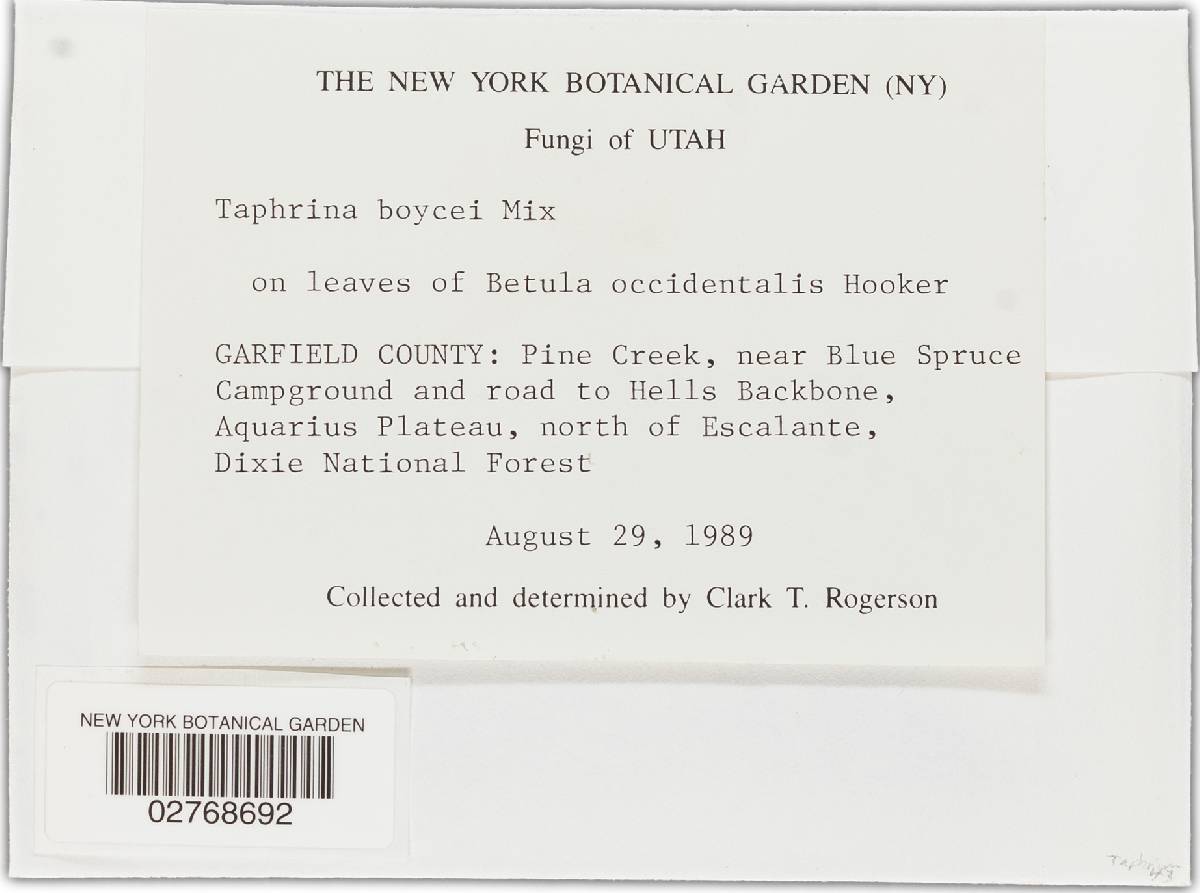 THE NEW YORK BOTANICAL GARDEN (NY)
Fungi of UTAH
Taphrina boycei Mix
on leaves of Betula occidentalis Hooker
GARFIELD COUNTY: Pine Creek, near Blue Spruce
Campground and road to Hells Backbone,
Aquarius Plateau, north of Escalante,
Dixie National Forest
August 29, 1989
Collected and determined by Clark T. Rogerson
NEW YORK BOTANICAL GARDEN
02768692